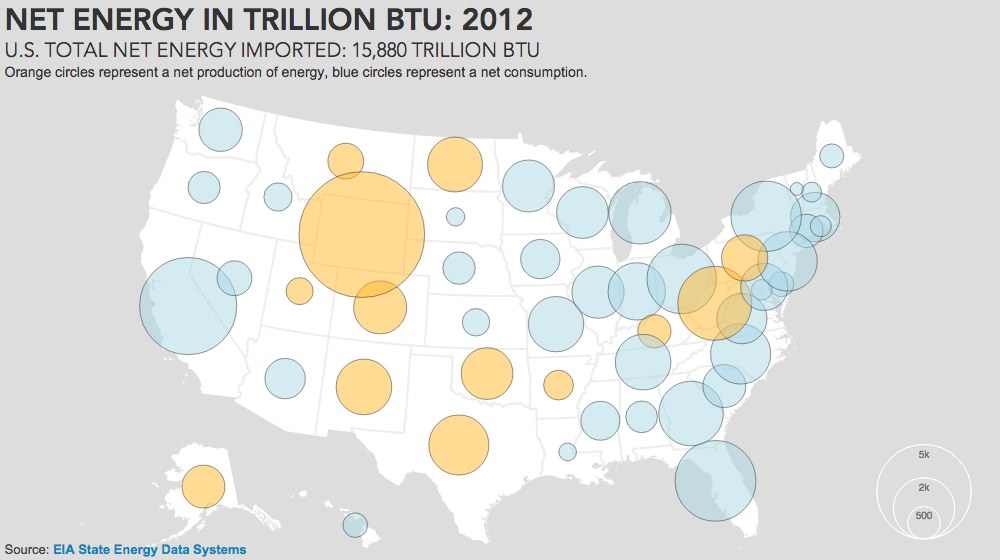 NET ENERGY IN TRILLION BTU: 2012
U.S. TOTAL NET ENERGY IMPORTED: 15,880 TRILLION BTU
Orange circles represent a net production of energy, blue circles represent a net consumption.
5k
2k
500
Source: EIA State Energy Data Systems